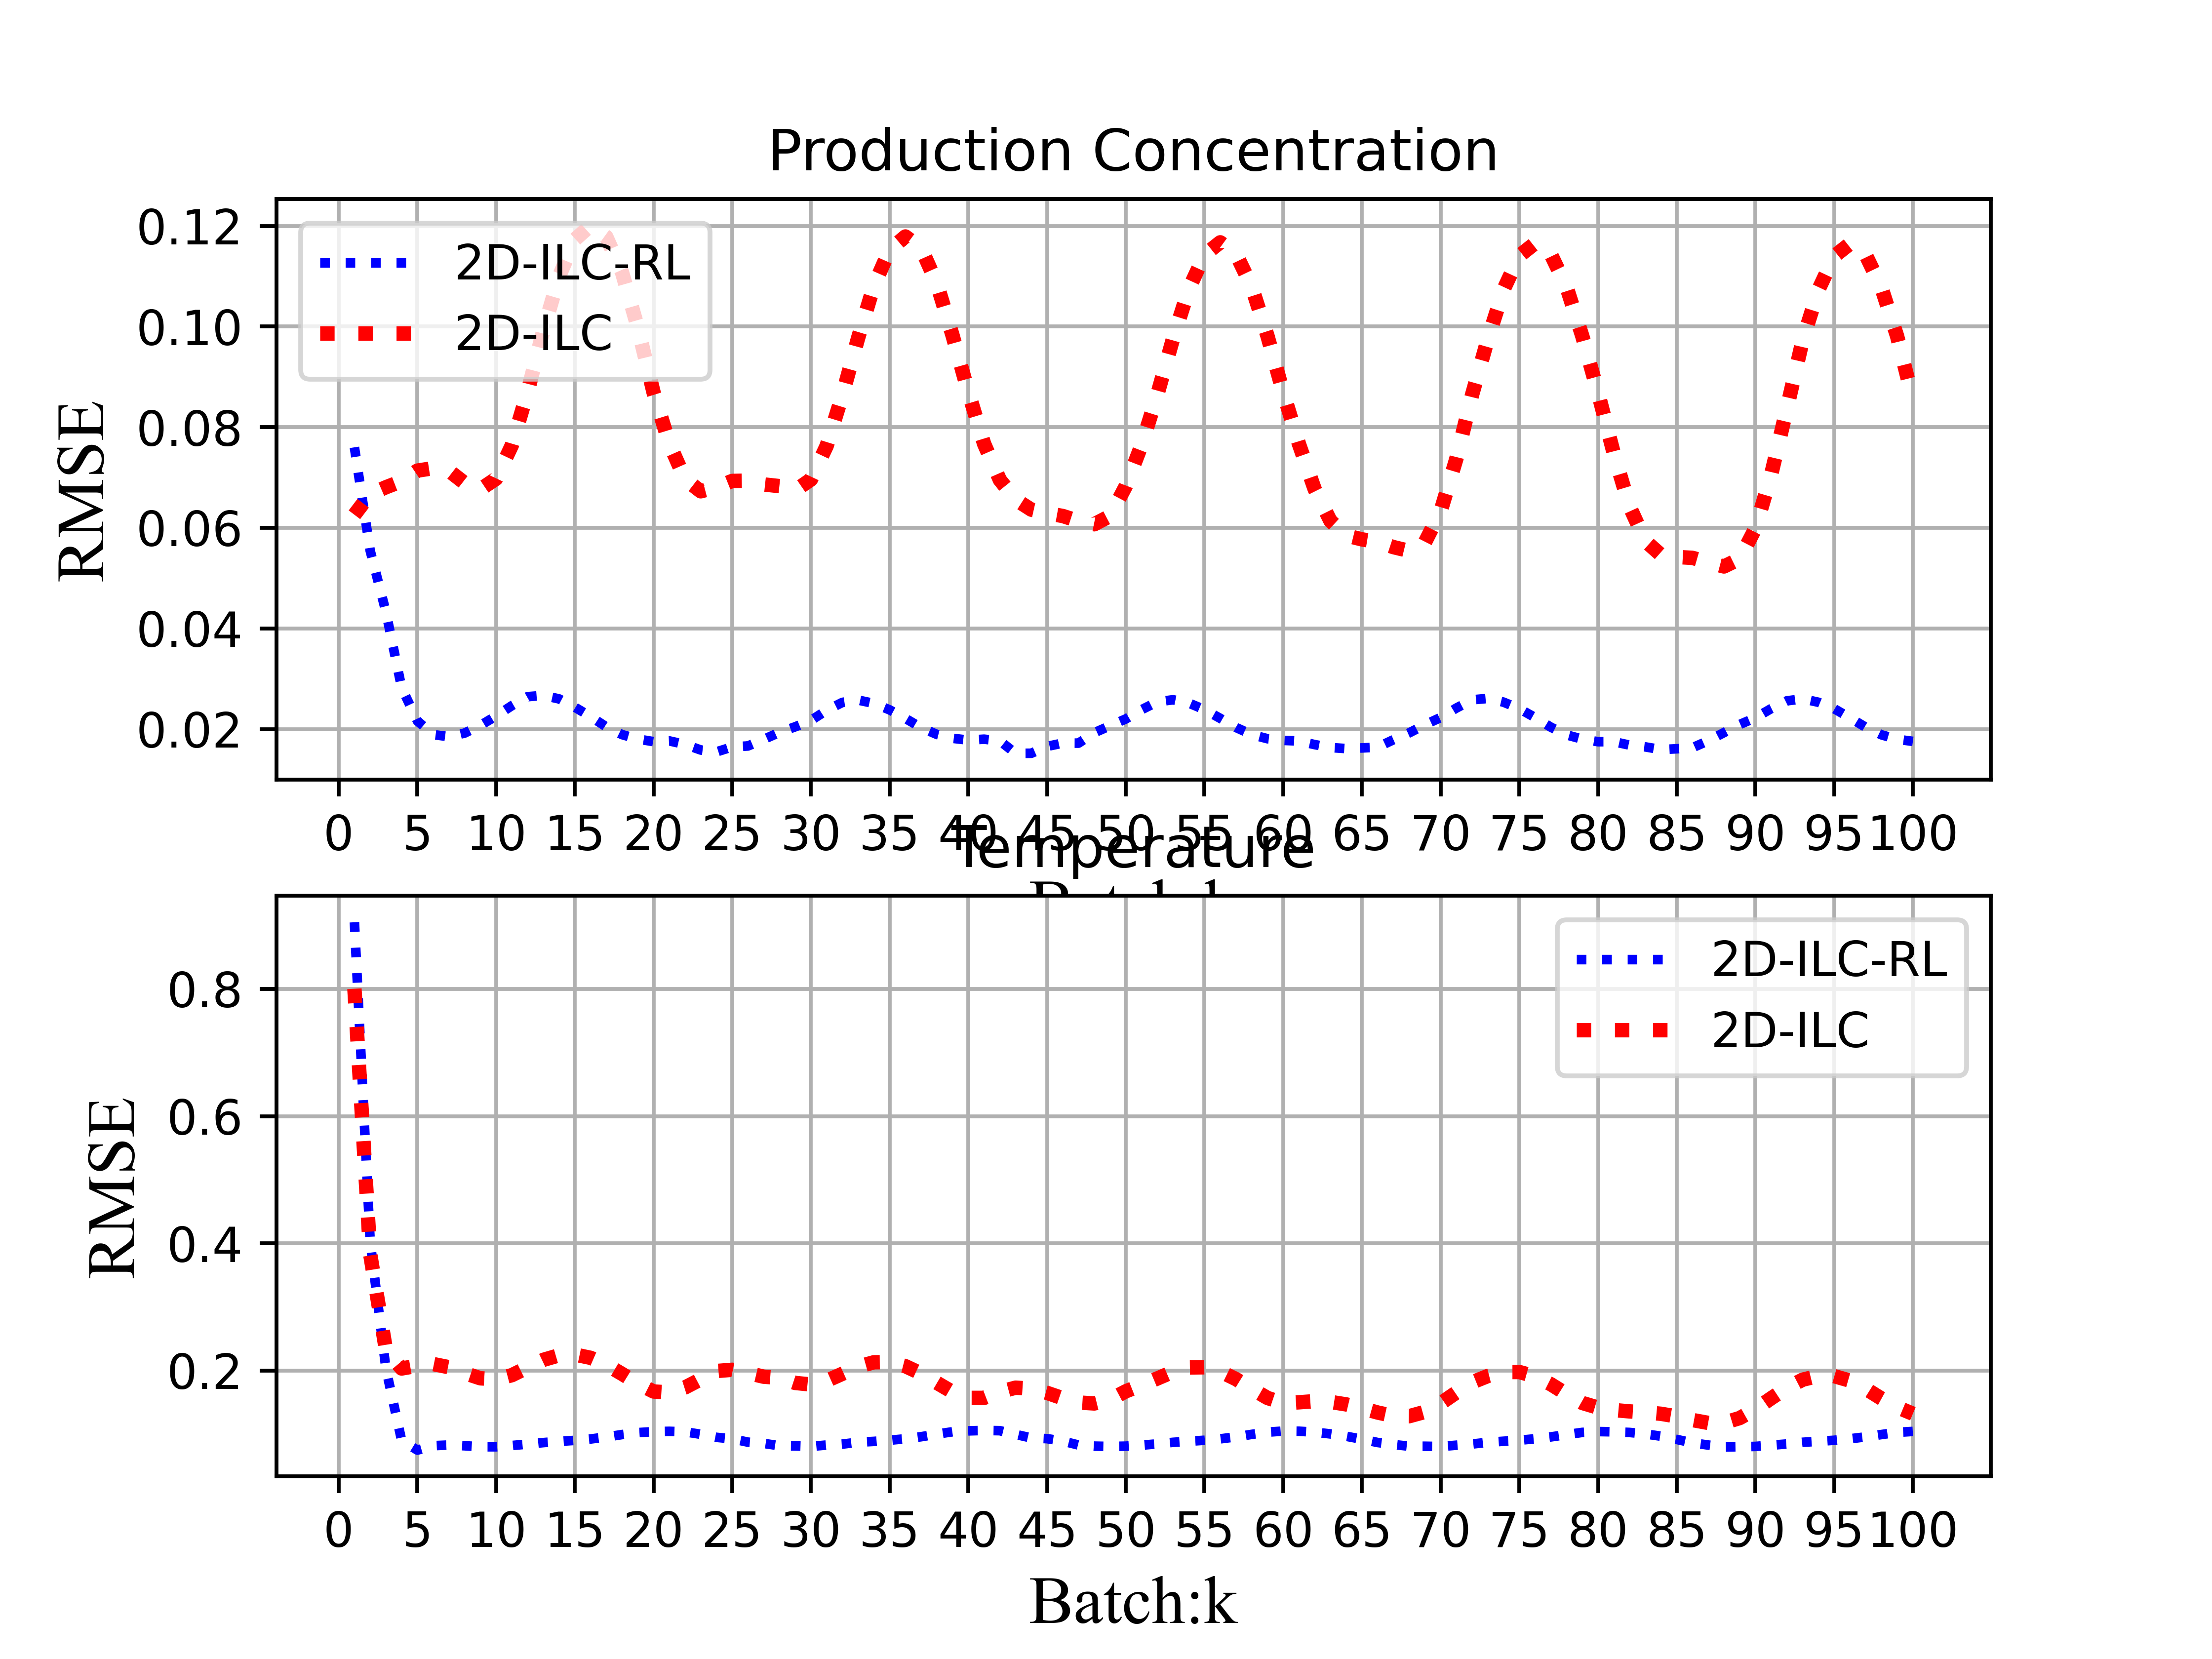 Production Concentration
RMSE
0.12
0.10
0.08
0.06
0.04
0.02
2D-ILC-RL
2D-ILC
0 5 10 15 20 25 30 35 40 45 50 55 60 65 70 75 80 85 90 95 100
Temperature
Batch:k
RMSE
0.8
0.6
0.4
0.2
2D-ILC-RL
2D-ILC
0 5 10 15 20 25 30 35 40 45 50 55 60 65 70 75 80 85 90 95 100
Batch:k